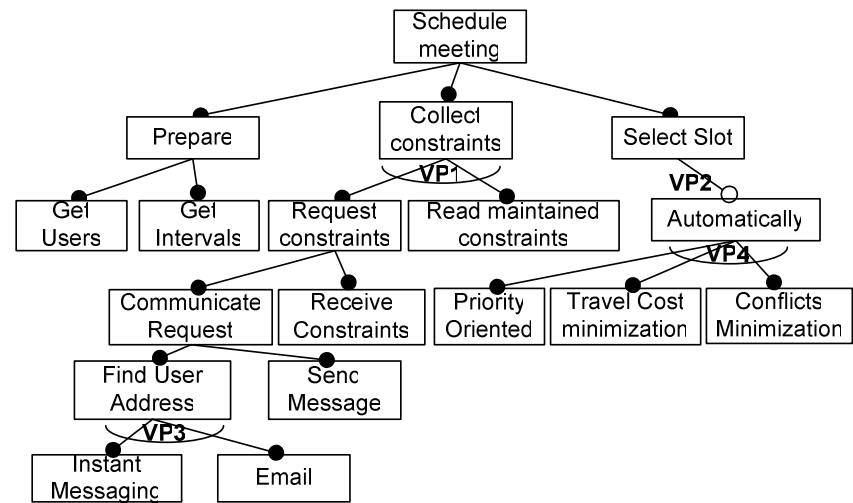 Schedule
meeting
Prepare
Collect
constraints
Select Slot
VP1
VP2
Get
Users
Get
Intervals
Request
constraints
Read maintained
constraints
Automatically
VP4
Communicate
Request
Receive
Constraints
Priority
Oriented
Travel Cost
minimization
Conflicts
Minimization
Find User
Address
Send
Message
VP3
Instant
Messaging
Email